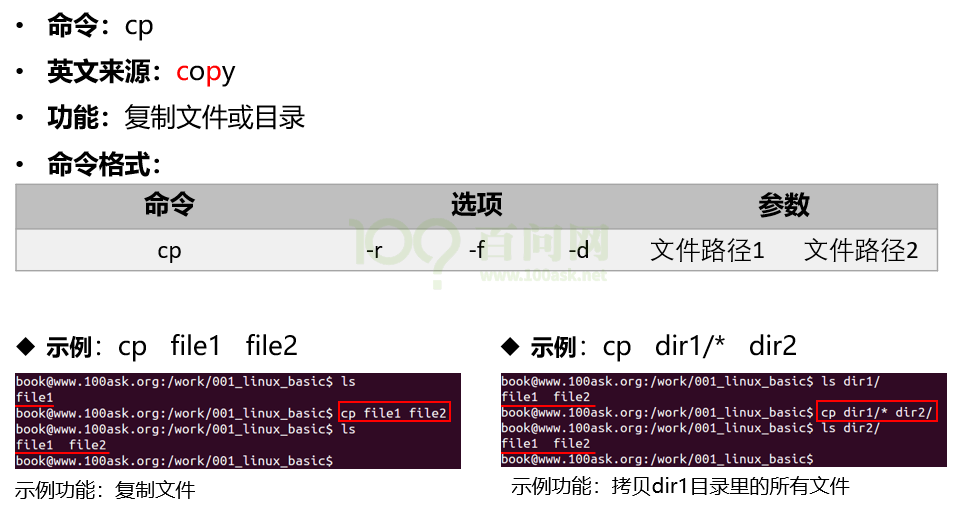 • 命令：cp
• 英文来源：copy
• 功能：复制文件或目录
• 命令格式：
命令 选项 参数
cp -r -f -d 文件路径1 文件路径2
100? 百问网
www.100ask.net
◆ 示例：cp file1 file2
book@www.100ask.org:/work/001_linux_basic$ ls
file1
book@www.100ask.org:/work/001_linux_basic$ cp file1 file2
book@www.100ask.org:/work/001_linux_basic$ ls
file1 file2
book@www.100ask.org:/work/001_linux_basic$
示例功能：复制文件
◆ 示例：cp dir1/* dir2
book@www.100ask.org:/work/001_linux_basic$ ls dir1/
file1 file2
book@www.100ask.org:/work/001_linux_basic$ cp dir1/* dir2/
book@www.100ask.org:/work/001_linux_basic$ ls dir2/
file1 file2
book@www.100ask.org:/work/001_linux_basic$
示例功能：拷贝dir1目录里的所有文件